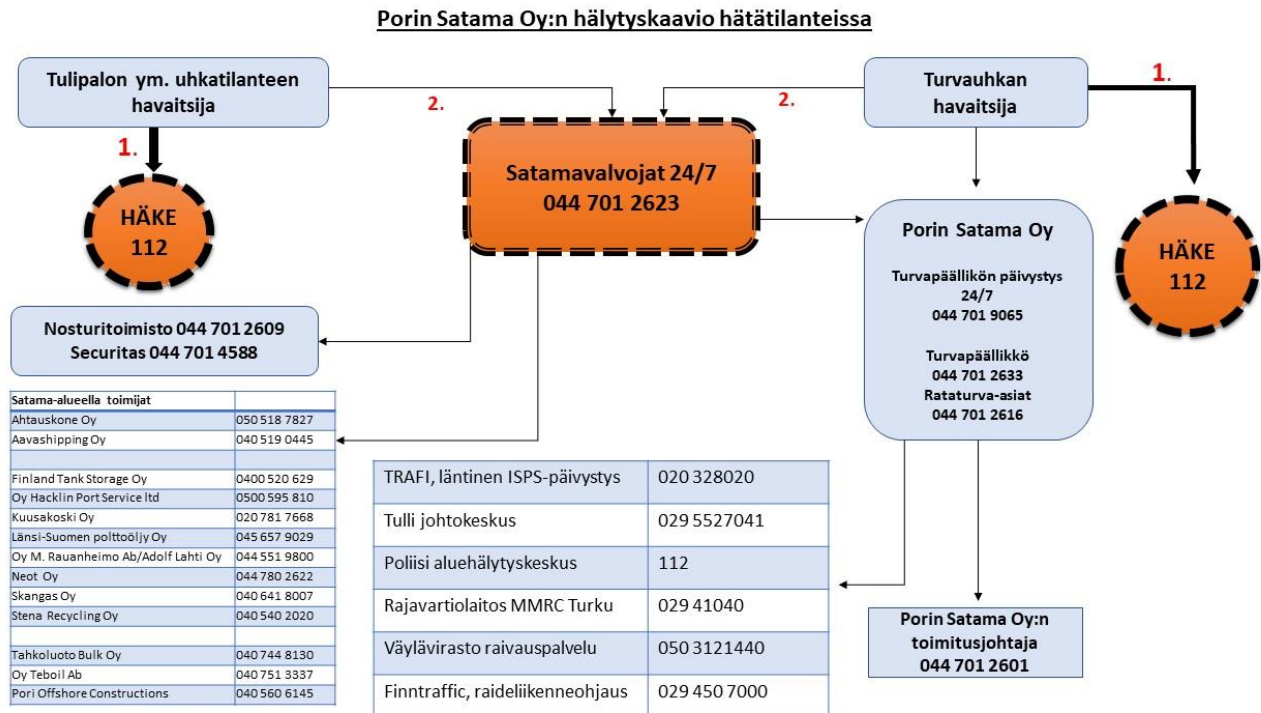 Porin Satama Oy:n hälytyskaavio hätätilanteissa
Tulipalon ym. uhkatilanteen
havaitsija
1.
HÄKE
112
2.
Satamavalvojat 24/7
044 701 2623
2.
Turvauhkan
havaitsija
1.
HÄKE
112
Porin Satama Oy
Turvapäällikön päivystys
24/7
044 701 9065
Turvapäällikkö
044 701 2633
Rataturva-asiat
044 701 2616
Nosturitoimisto 044 701 2609
Securitas 044 701 4588
Satama-alueella toimijat
Ahtauskone Oy 050 518 7827
Aavashipping Oy 040 519 0445
Finland Tank Storage Oy 0400 520 629
Oy Hacklin Port Service ltd 0500 595 810
Kuusakoski Oy 020 781 7668
Länsi-Suomen polttoöljy Oy 045 657 9029
Oy M. Rauanheimo Ab/Adolf Lahti Oy 044 551 9800
Neot Oy 044 780 2622
Skangas Oy 040 641 8007
Stena Recycling Oy 040 540 2020
Tahkoluoto Bulk Oy 040 744 8130
Oy Teboil Ab 040 751 3337
Pori Offshore Constructions 040 560 6145
TRAFI, läntinen ISPS-päivystys 020 328020
Tulli johtokeskus 029 5527041
Poliisi aluehälytyskeskus 112
Rajavartiolaitos MMRC Turku 029 41040
Väylävirasto raivauspalvelu 050 3121440
Finntraffic, raideliikenneohjaus 029 450 7000
Porin Satama Oy:n
toimitusjohtaja
044 701 2601